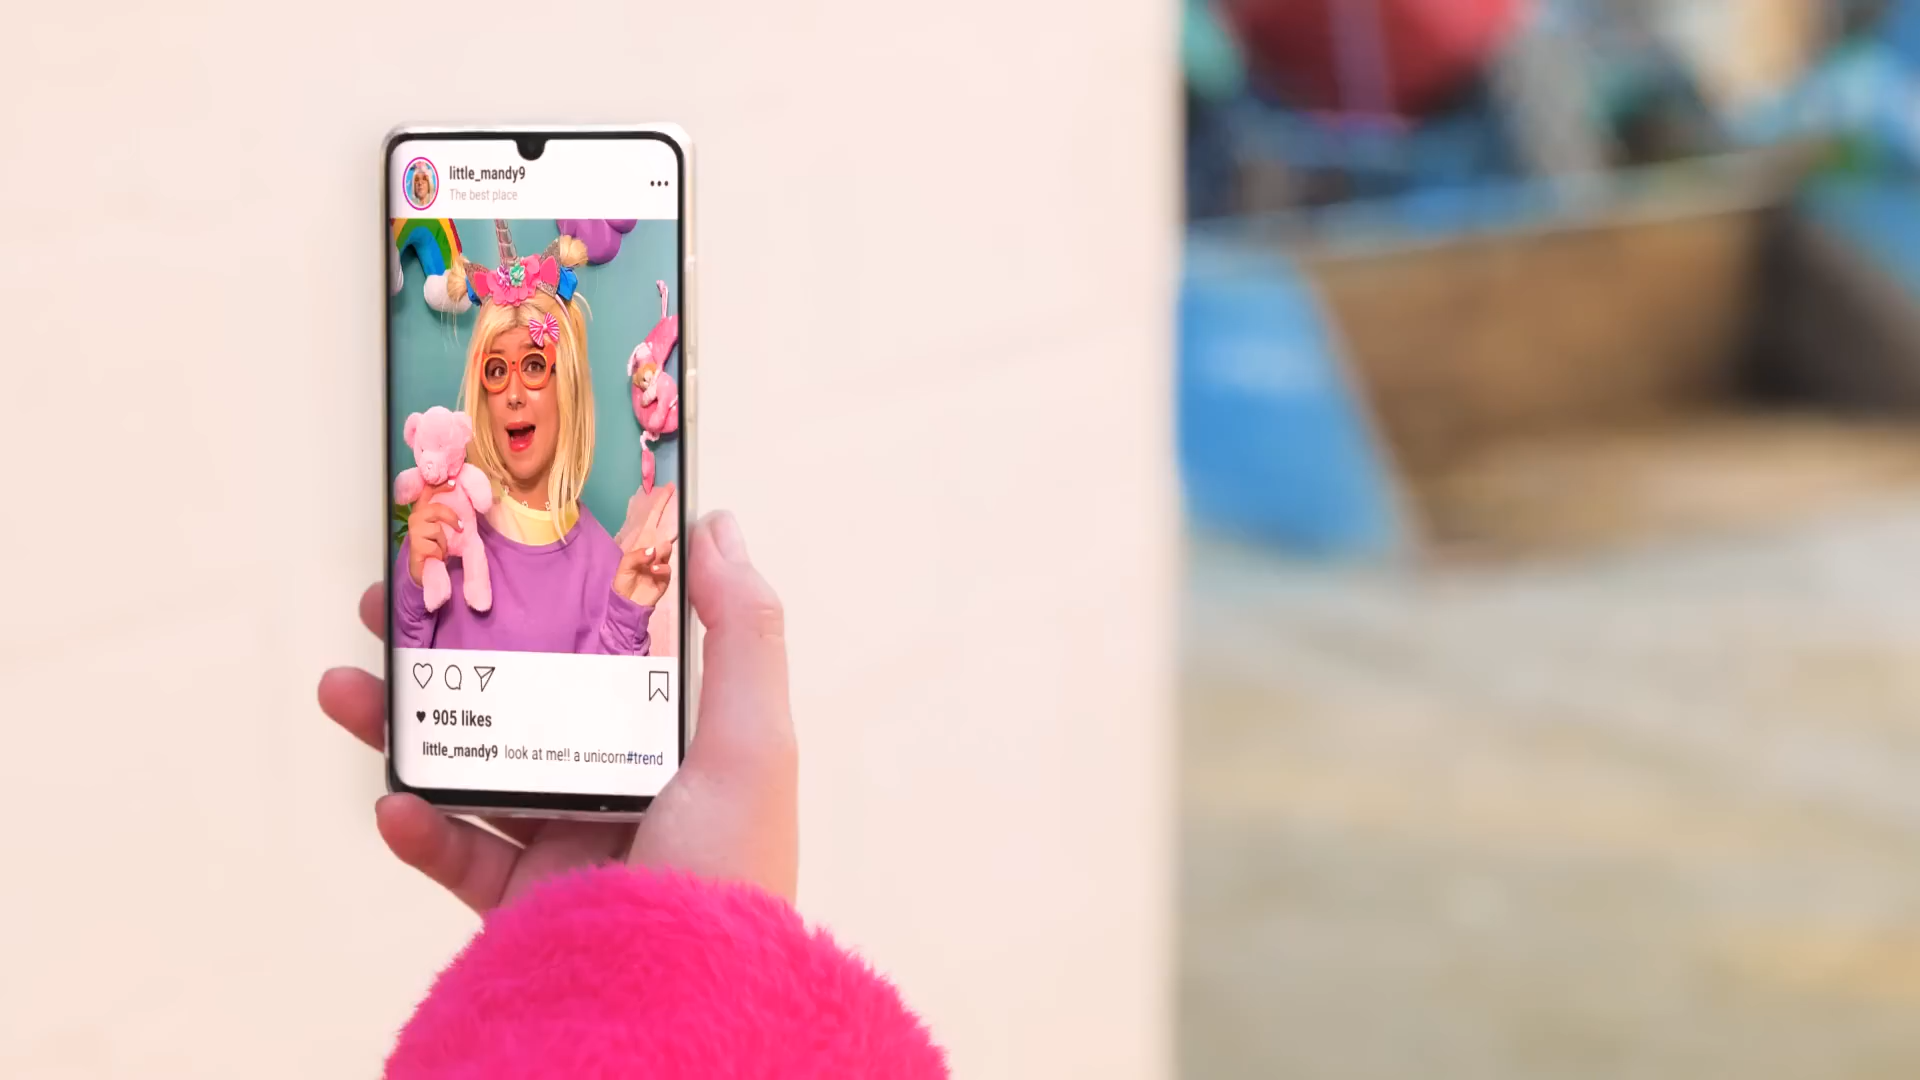 little_mandy9
The best place
905 likes
little_mandy9 look at me!! a unicorn#trend